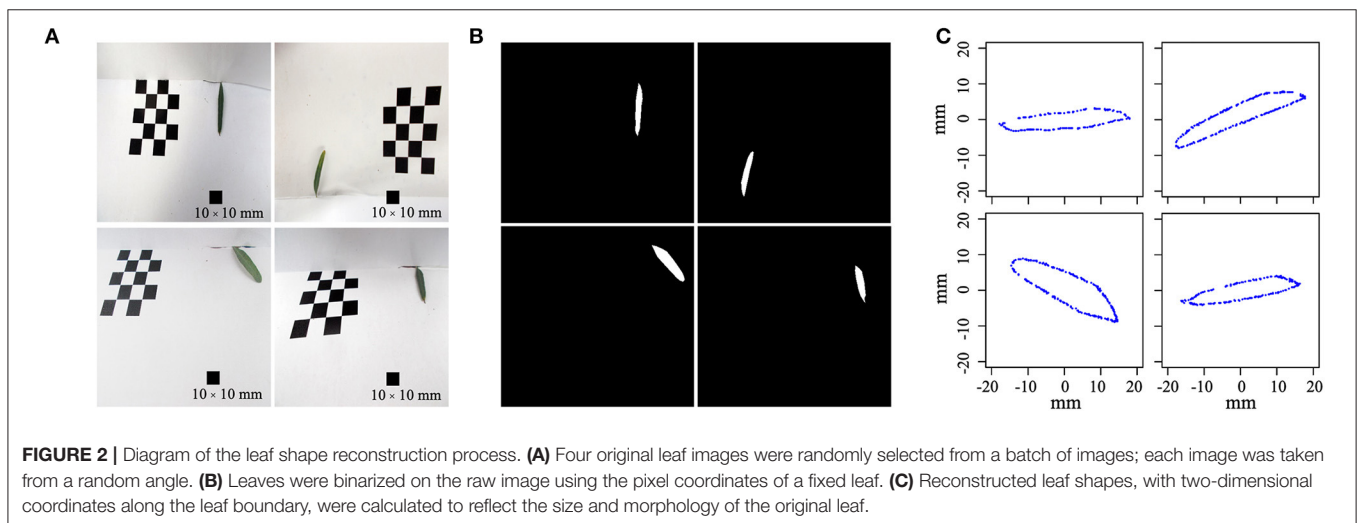 A
B
C
10 × 10 mm
10 × 10 mm
10 × 10 mm
10 × 10 mm
20
10
0
-10
-20
mm
20
10
0
-10
-20
mm
-20 -10 0 10 20
mm
-20 -10 0 10 20
mm
FIGURE 2 | Diagram of the leaf shape reconstruction process. (A) Four original leaf images were randomly selected from a batch of images; each image was taken
from a random angle. (B) Leaves were binarized on the raw image using the pixel coordinates of a fixed leaf. (C) Reconstructed leaf shapes, with two-dimensional
coordinates along the leaf boundary, were calculated to reflect the size and morphology of the original leaf.